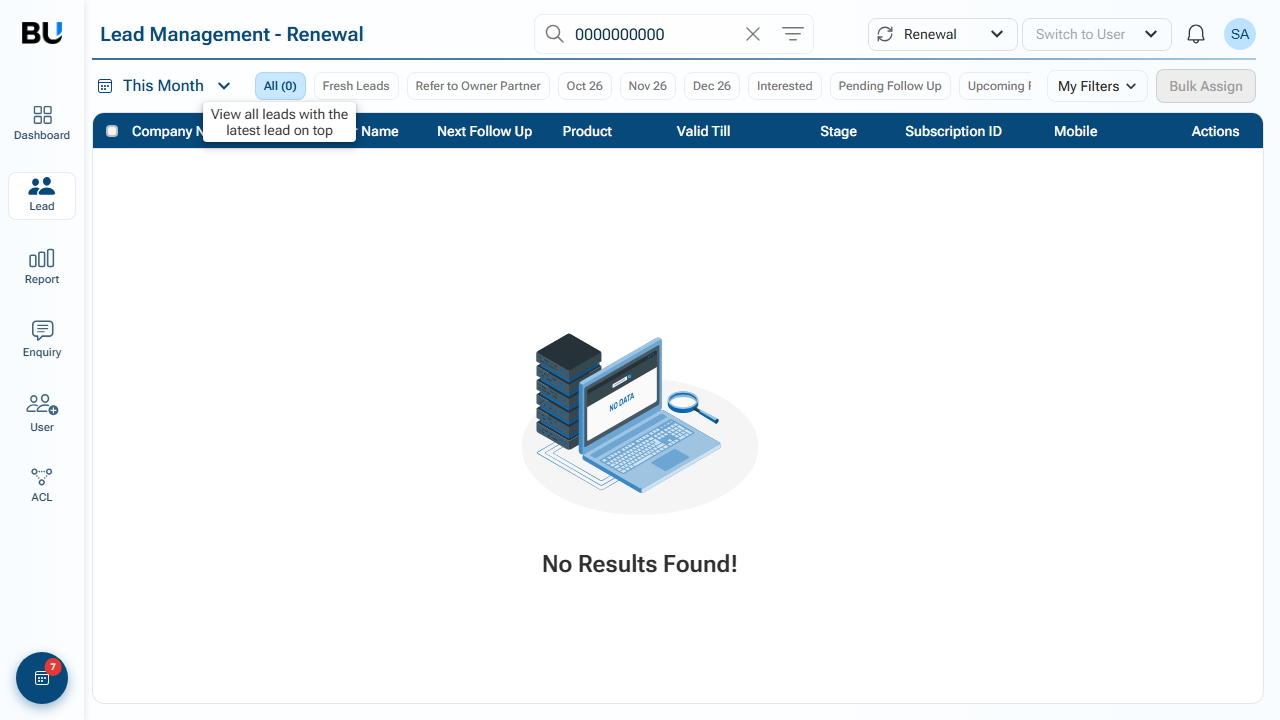 BU
Lead Management - Renewal
0000000000
Renewal
Switch to User
SA
This Month
All (0)
Fresh Leads
Refer to Owner Partner
Oct 26
Nov 26
Dec 26
Interested
Pending Follow Up
Upcoming F
My Filters
Bulk Assign
View all leads with the
latest lead on top
Company N
r Name
Next Follow Up
Product
Valid Till
Stage
Subscription ID
Mobile
Actions
Dashboard
Lead
Report
Enquiry
User
ACL
7
NO DATA
No Results Found!